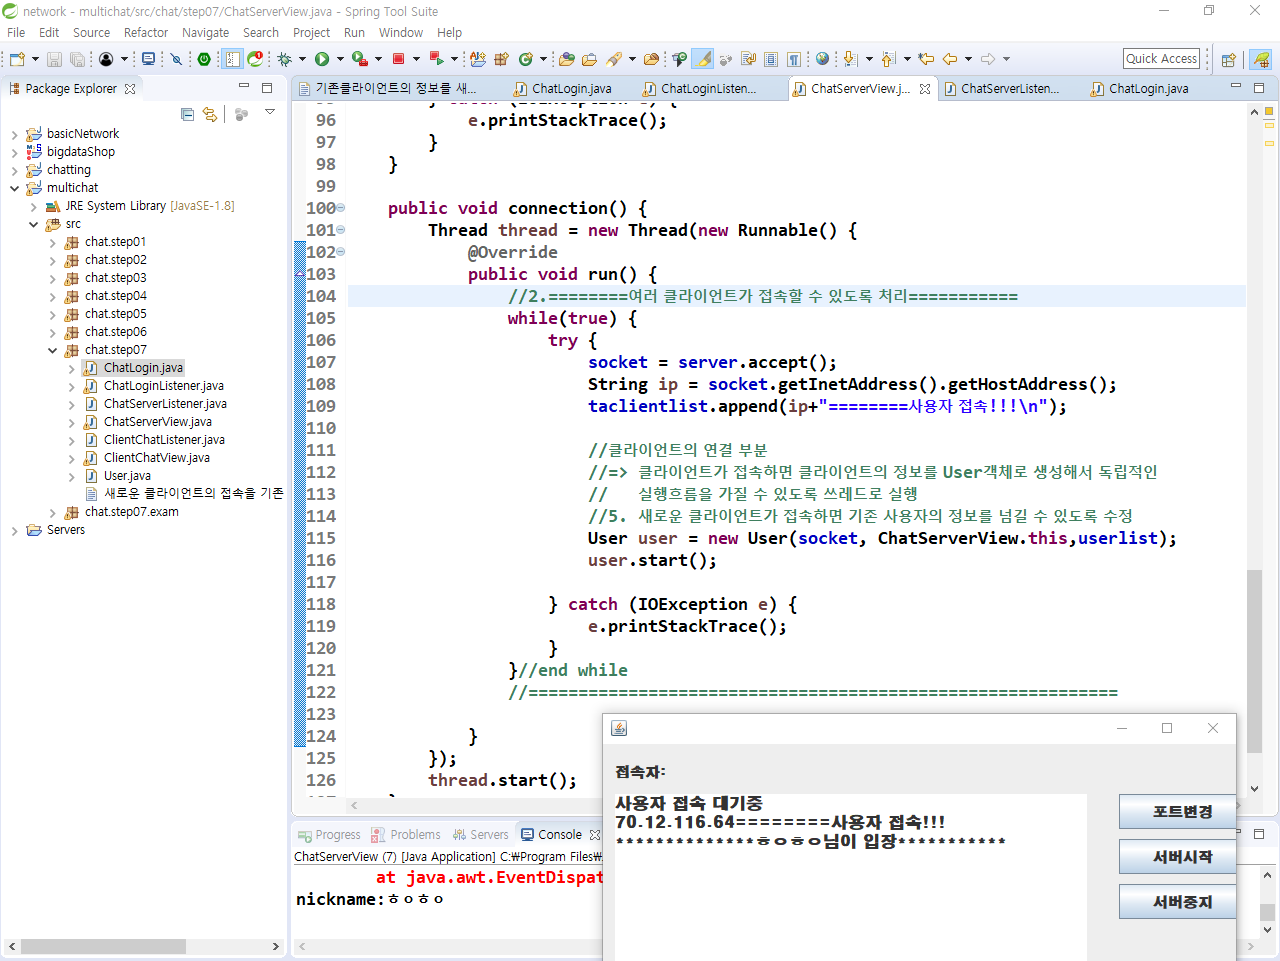 network - multichat/src/chat/step07/ChatServerView.java - Spring Tool Suite
File Edit Source Refactor Navigate Search Project Run Window Help
Quick Access
Package Explorer
기존클라이언트의 정보를 새...
ChatLogin.java
ChatLoginListen...
ChatServerView.j...
ChatServerListen...
ChatLogin.java
basicNetwork
bigdataShop
chatting
multichat
JRE System Library [JavaSE-1.8]
src
chat.step01
chat.step02
chat.step03
chat.step04
chat.step05
chat.step06
chat.step07
ChatLogin.java
ChatLoginListener.java
ChatServerListener.java
ChatServerView.java
ClientChatListener.java
ClientChatView.java
User.java
새로운 클라이언트의 접속을 기존
chat.step07.exam
Servers
95 } catch (IOException e) {
96 e.printStackTrace();
97 }
98 }
99
100 public void connection() {
101 Thread thread = new Thread(new Runnable() {
102 @Override
103 public void run() {
104 //2.========여러 클라이언트가 접속할 수 있도록 처리===========
105 while(true) {
106 try {
107 socket = server.accept();
108 String ip = socket.getInetAddress().getHostAddress();
109 taclientlist.append(ip+"========사용자 접속!!!\n");
110
111 //클라이언트의 연결 부분
112 //=> 클라이언트가 접속하면 클라이언트의 정보를 User객체로 생성해서 독립적인
113 // 실행흐름을 가질 수 있도록 쓰레드로 실행
114 //5. 새로운 클라이언트가 접속하면 기존 사용자의 정보를 넘길 수 있도록 수정
115 User user = new User(socket, ChatServerView.this,userlist);
116 user.start();
117
118 } catch (IOException e) {
119 e.printStackTrace();
120 }
121 }//end while
122 //===========================================================
123
124 }
125 });
126 thread.start();
Progress Problems Servers Console
ChatServerView (7) [Java Application] C:₩Program Files₩
at java.awt.EventDispat
nickname:ㅎㅇㅎㅇ
접속자:
사용자 접속 대기중
70.12.116.64========사용자 접속!!!
**************ㅎㅇㅎㅇ님이 입장***********
포트변경
서버시작
서버중지